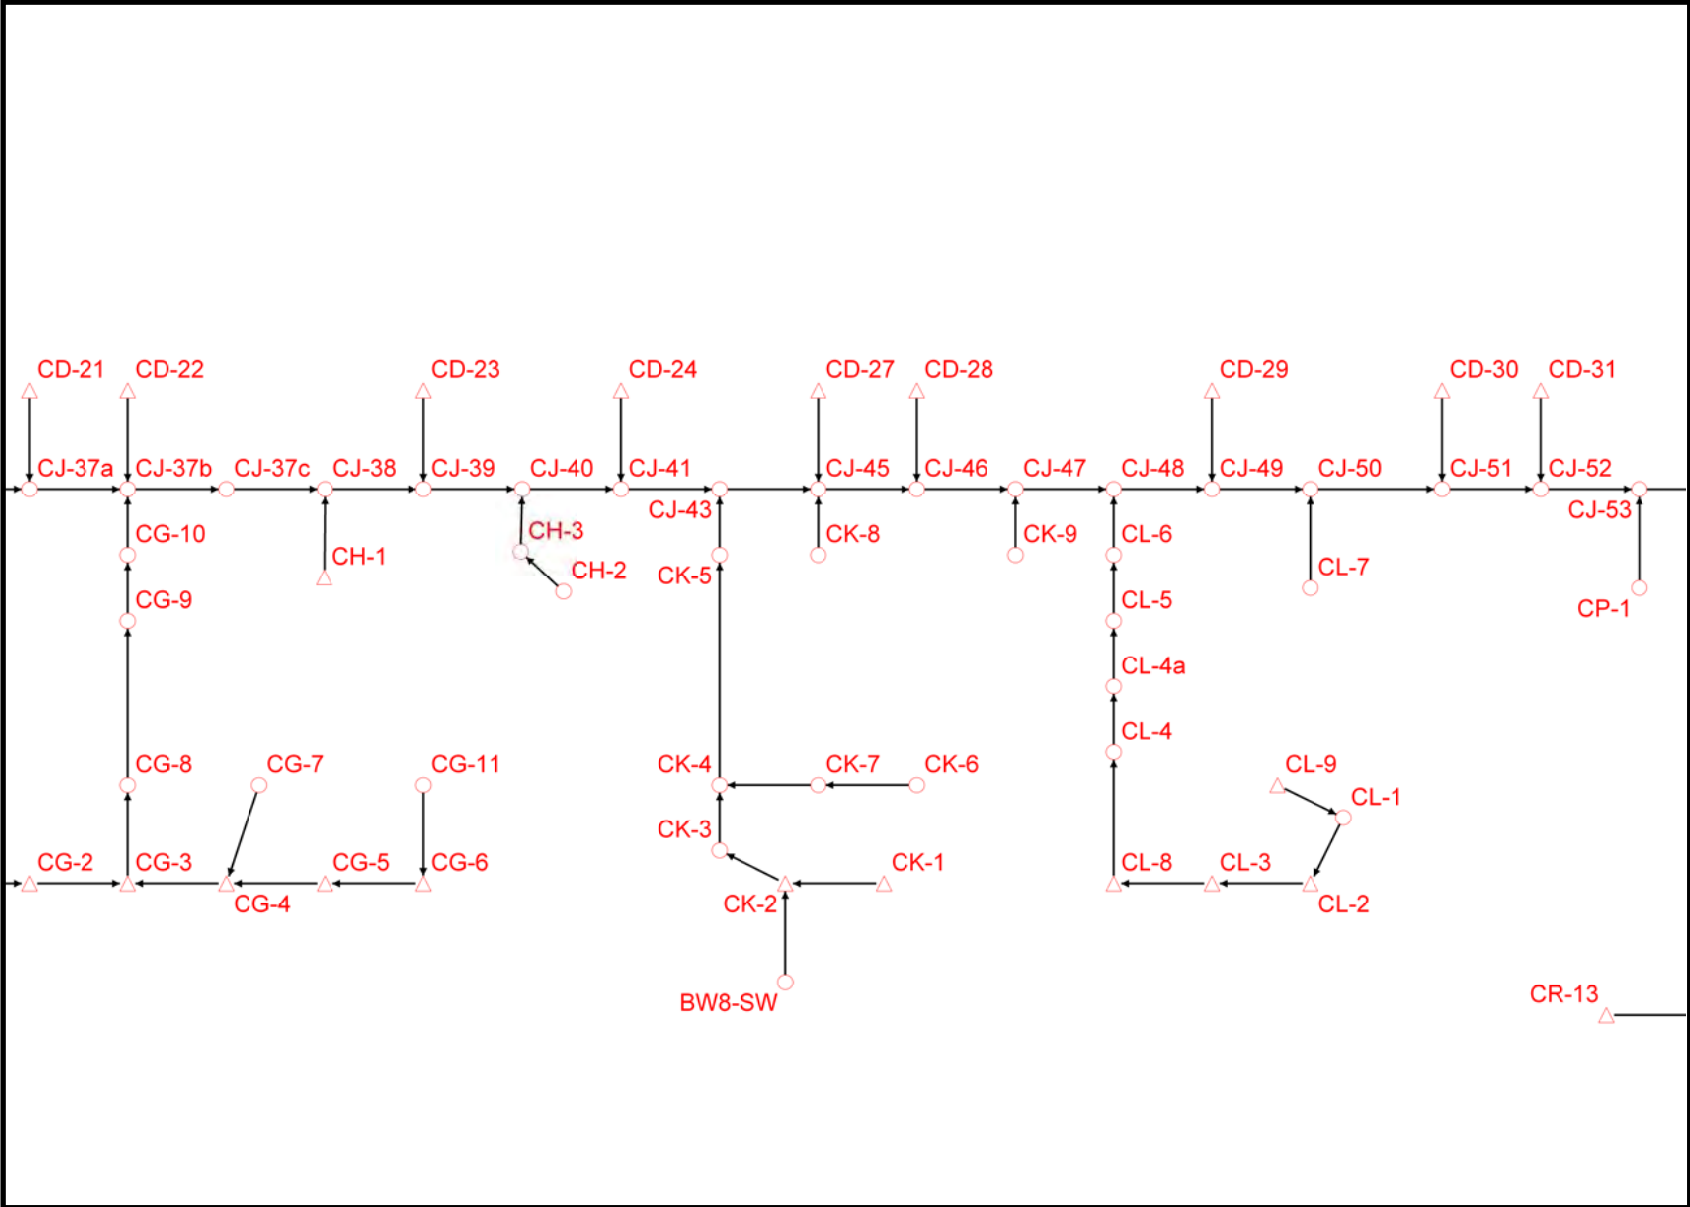 CD-21 CD-22 CD-23 CD-24 CD-27 CD-28 CD-29 CD-30 CD-31
CJ-37a CJ-37b CJ-37c CJ-38 CJ-39 CJ-40 CJ-41 CJ-45 CJ-46 CJ-47 CJ-48 CJ-49 CJ-50 CJ-51 CJ-52
CJ-43 CJ-53
CG-10 CH-3 CK-8 CK-9 CL-6
CH-1 CH-2 CK-5 CL-7
CG-9 CL-5 CP-1
CL-4a
CL-4
CG-8 CG-7 CG-11 CK-4 CK-7 CK-6 CL-9
CL-1
CK-3
CG-2 CG-3 CG-5 CG-6 CK-1 CL-8 CL-3
CG-4 CK-2 CL-2
BW8-SW CR-13